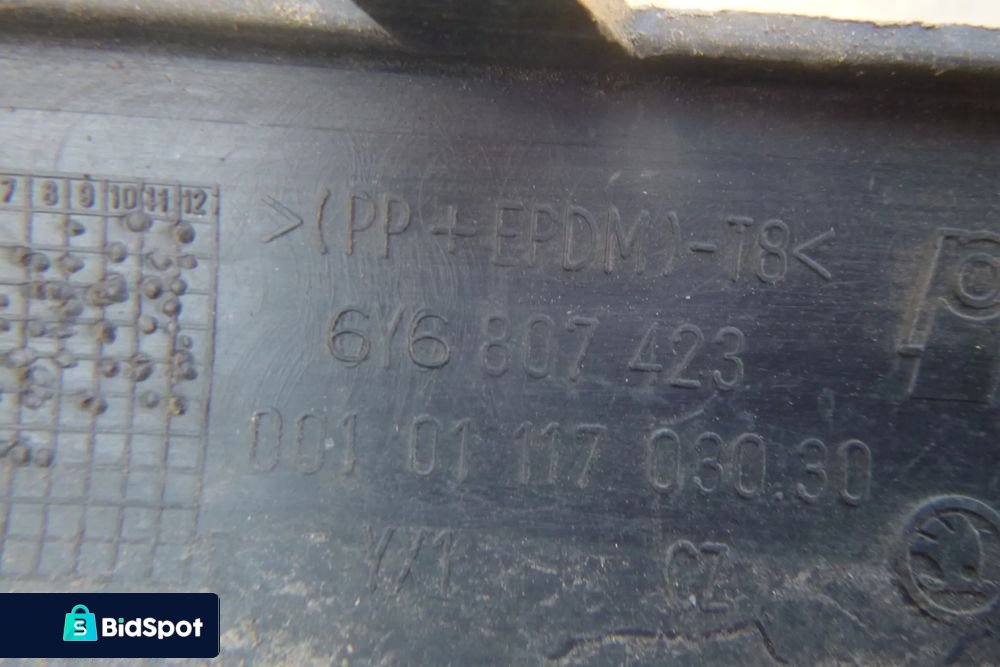 7 8 9 10 11 12
>(PP+EPDM)-T8<
6Y6 807 423
001 01 117 030.30
CZ
BidSpot